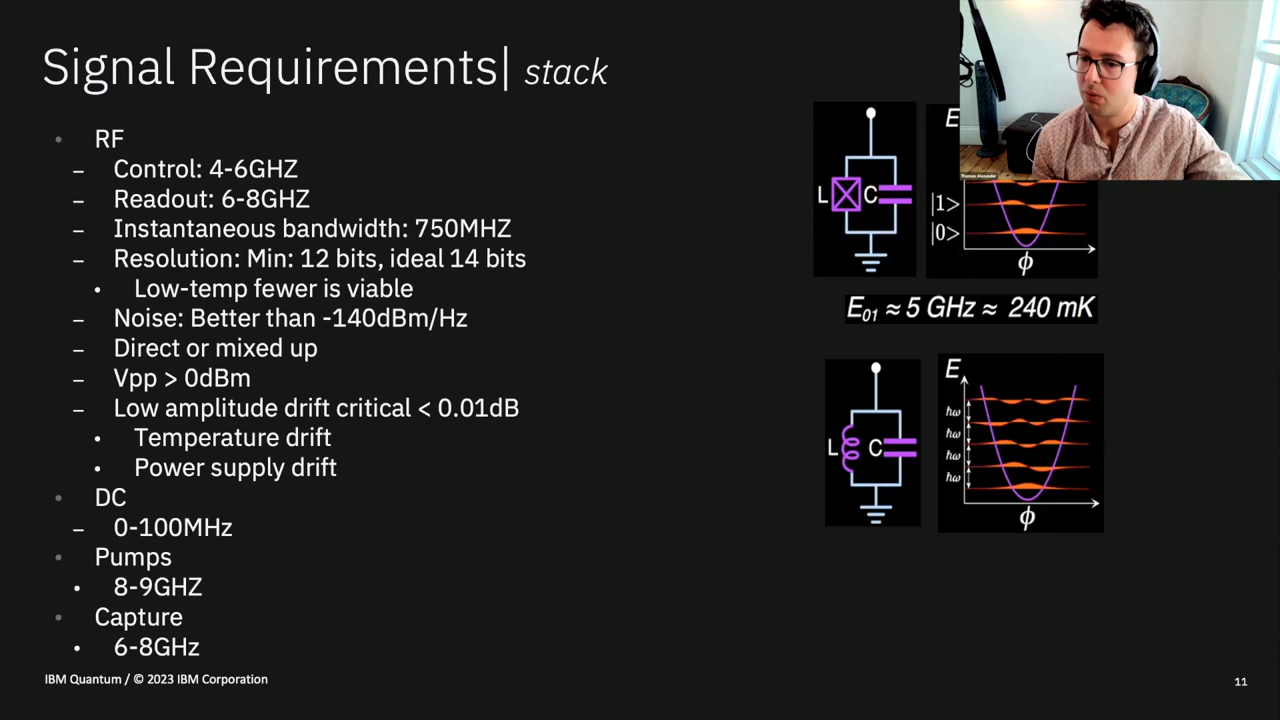 Signal Requirements| stack
• RF
– Control: 4-6GHZ
– Readout: 6-8GHZ
– Instantaneous bandwidth: 750MHZ
– Resolution: Min: 12 bits, ideal 14 bits
• Low-temp fewer is viable
– Noise: Better than -140dBm/Hz
– Direct or mixed up
– Vpp > 0dBm
– Low amplitude drift critical < 0.01dB
• Temperature drift
• Power supply drift
• DC
– 0-100MHz
• Pumps
• 8-9GHZ
• Capture
• 6-8GHz
E
Thomas Alexander
L C
|1>
|0>
ϕ
E₀₁ ≈ 5 GHz ≈ 240 mK
E
ħω
ħω
ħω
ħω
L C
ϕ
IBM Quantum / © 2023 IBM Corporation
11